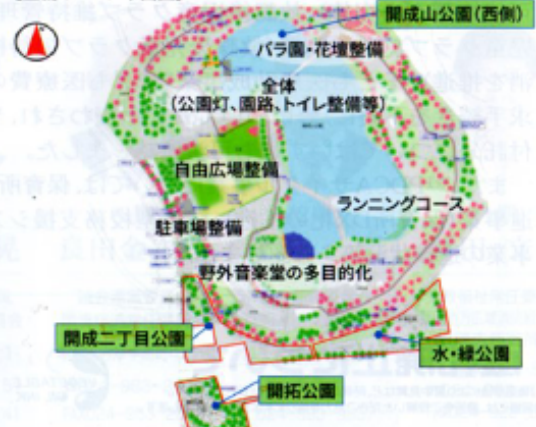 開成山公園(西側)
バラ園・花壇整備
全体
(公園灯、園路、トイレ整備等)
自由広場整備
ランニングコース
駐車場整備
野外音楽堂の多目的化
開成二丁目公園
水・緑公園
開拓公園